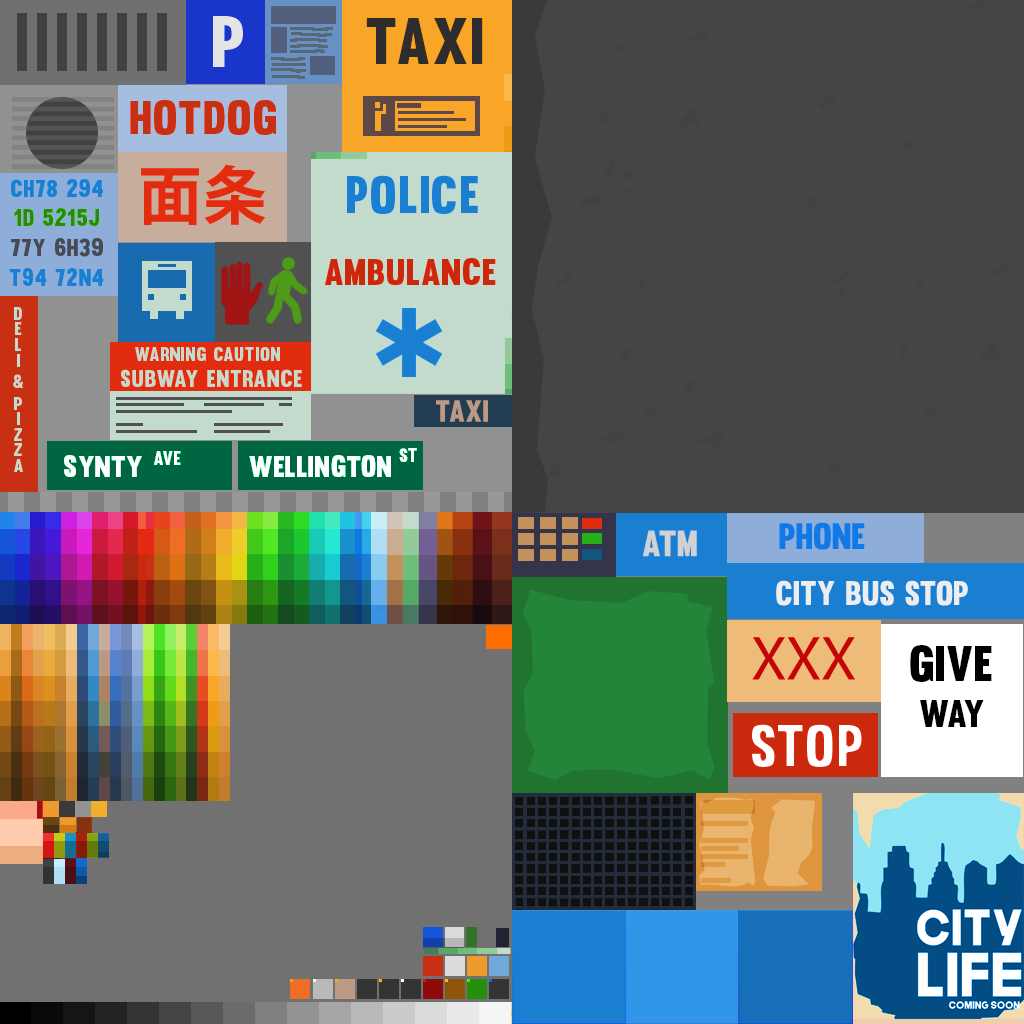 P
TAXI
HOTDOG
面条
CH78 294
1D 5215J
77Y 6H39
T94 72N4
POLICE
AMBULANCE
*
DELI & PIZZA
WARNING CAUTION
SUBWAY ENTRANCE
TAXI
SYNTY AVE
WELLINGTON ST
ATM
PHONE
CITY BUS STOP
XXX
GIVE
WAY
STOP
CITY
LIFE
COMING SOON